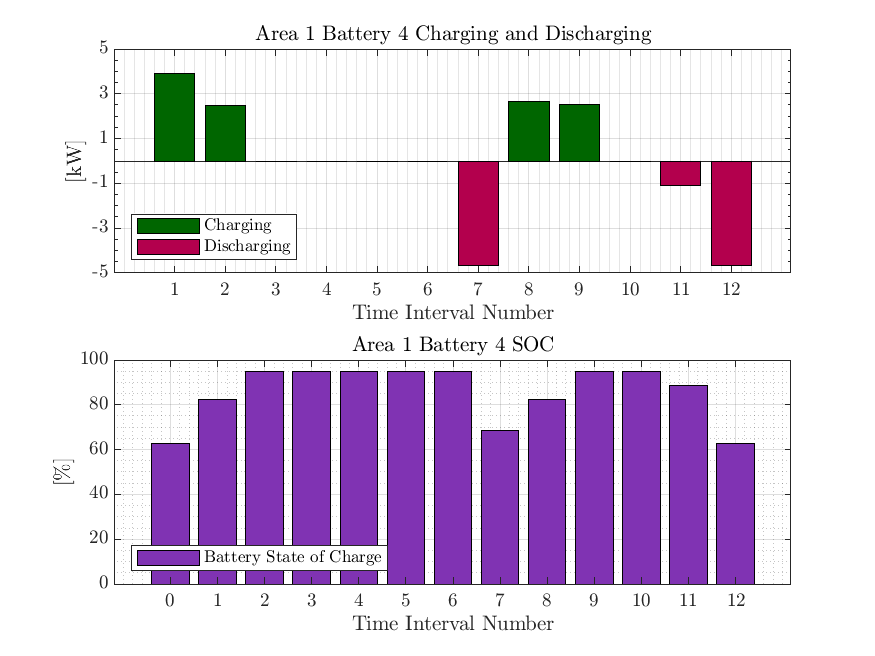 Area 1 Battery 4 Charging and Discharging
5
3
1
-1
-3
-5
[kW]
Charging
Discharging
1 2 3 4 5 6 7 8 9 10 11 12
Time Interval Number
Area 1 Battery 4 SOC
100
80
60
40
20
0
[%]
Battery State of Charge
0 1 2 3 4 5 6 7 8 9 10 11 12
Time Interval Number